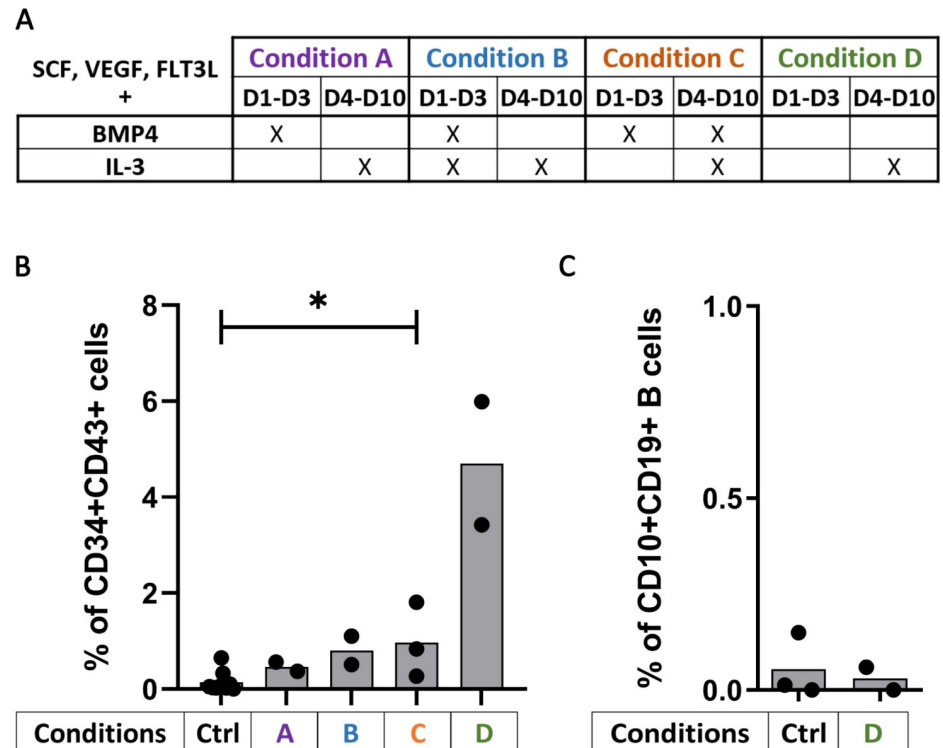 A
SCF, VEGF, FLT3L
+
Condition A Condition B Condition C Condition D
D1-D3 D4-D10 D1-D3 D4-D10 D1-D3 D4-D10 D1-D3 D4-D10
BMP4 X X X X
IL-3 X X X X X
B
% of CD34+CD43+ cells
8
6
4
2
0
*
Conditions Ctrl A B C D
C
% of CD10+CD19+ B cells
1.0
0.5
0.0
Conditions Ctrl D